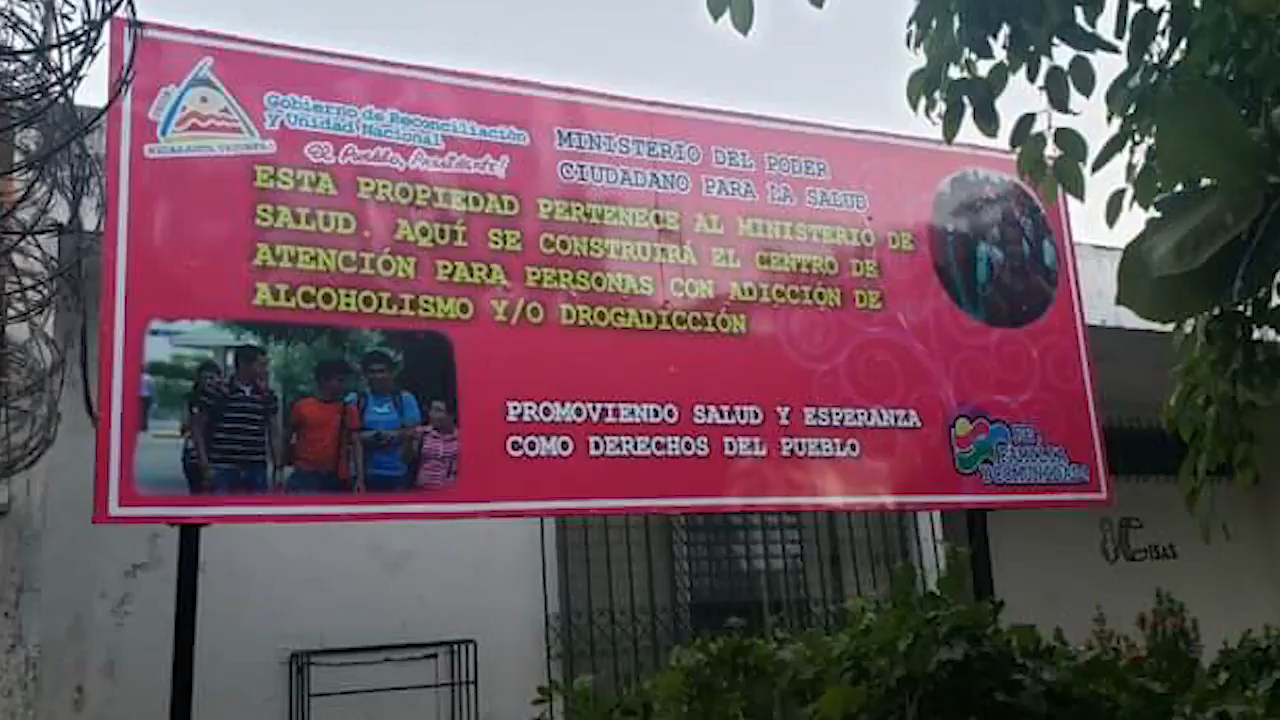 Gobierno de Reconciliación
y Unidad Nacional
El Pueblo, Presidente!
MINISTERIO DEL PODER
CIUDADANO PARA LA SALUD
ESTA PROPIEDAD PERTENECE AL MINISTERIO DE
SALUD. AQUÍ SE CONSTRUIRÁ EL CENTRO DE
ATENCIÓN PARA PERSONAS CON ADICCIÓN DE
ALCOHOLISMO Y/O DROGADICCIÓN
PROMOVIENDO SALUD Y ESPERANZA
COMO DERECHOS DEL PUEBLO